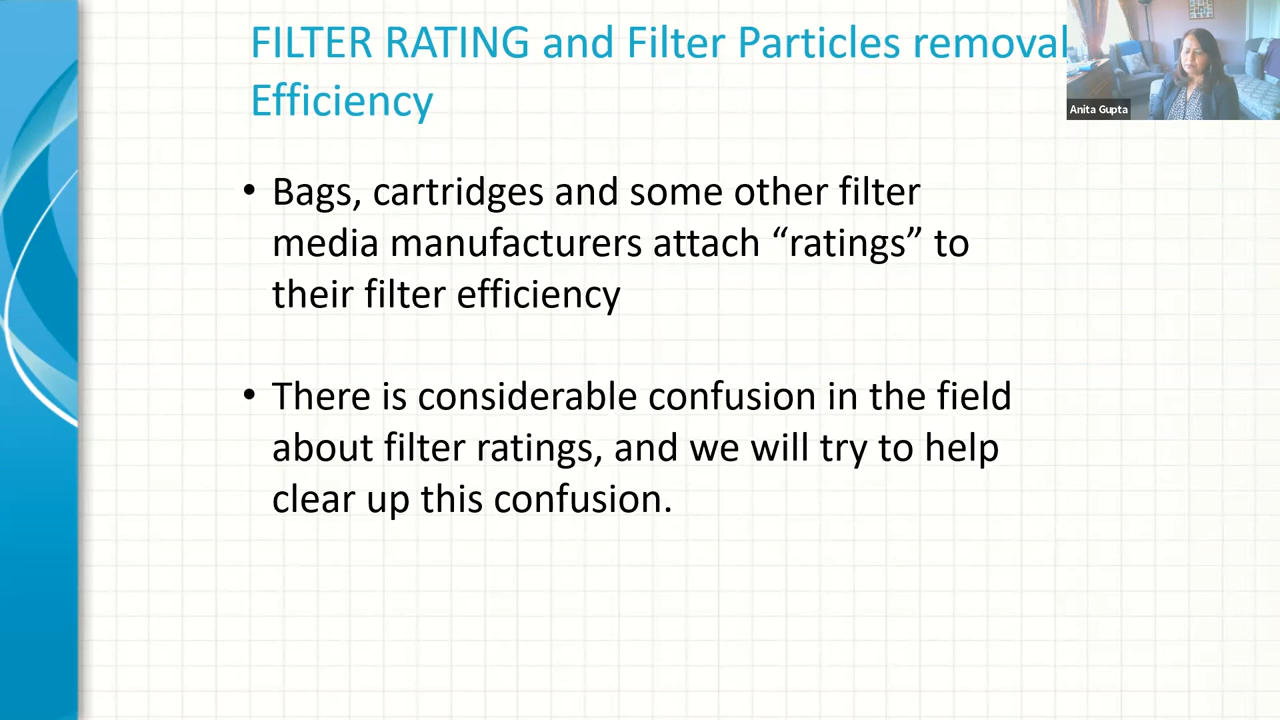 FILTER RATING and Filter Particles removal
Efficiency
Anita Gupta
• Bags, cartridges and some other filter
media manufacturers attach “ratings” to
their filter efficiency
• There is considerable confusion in the field
about filter ratings, and we will try to help
clear up this confusion.